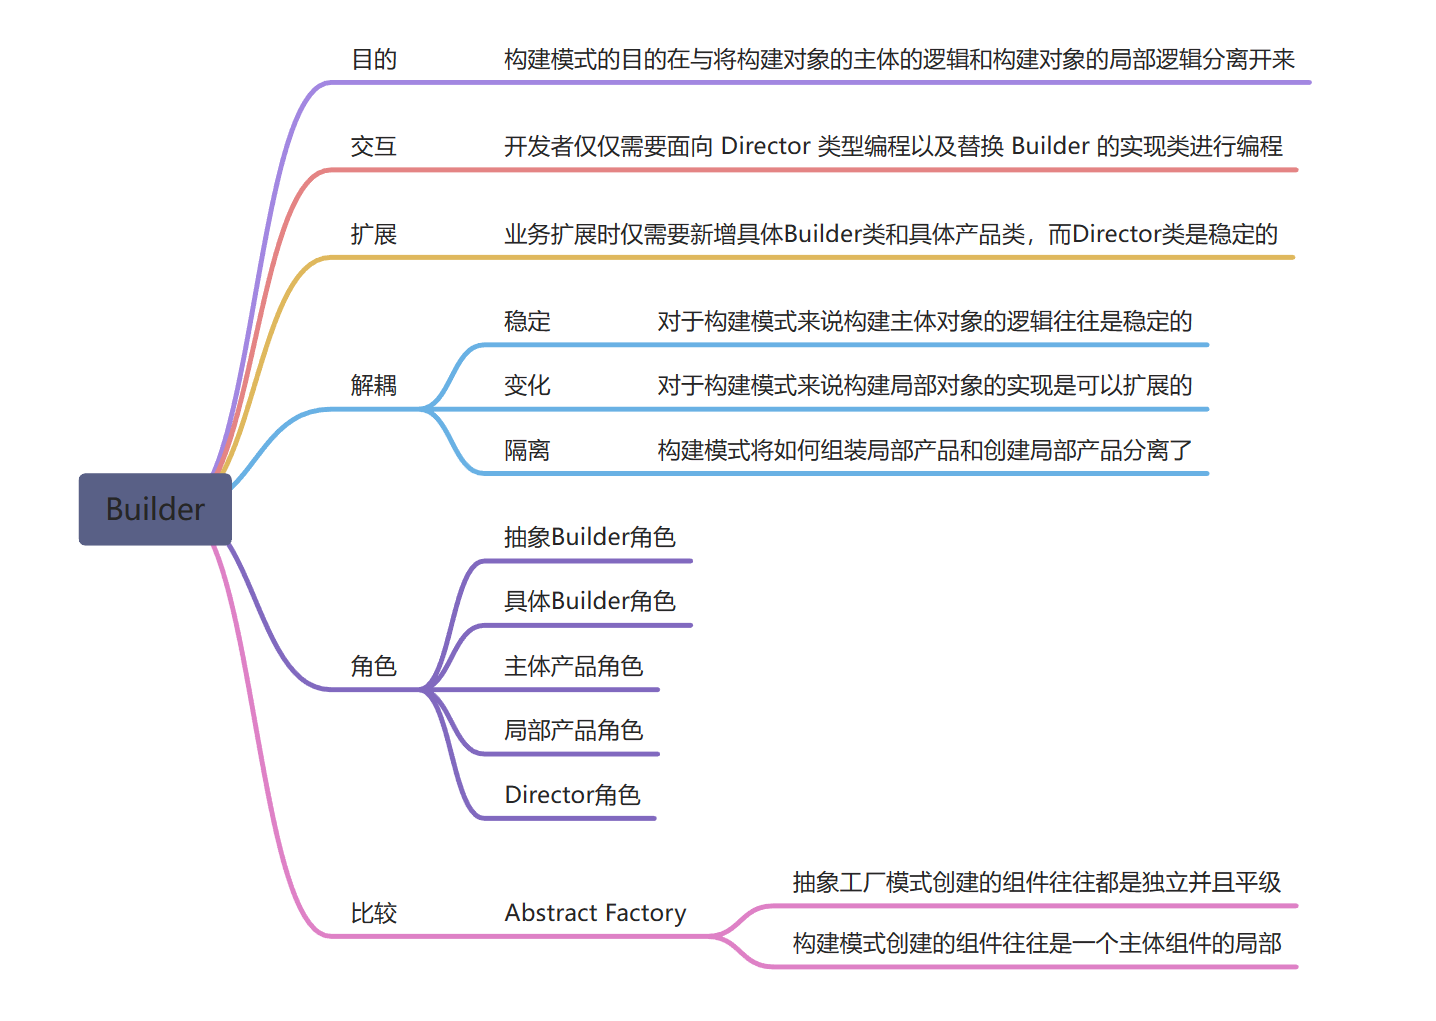 目的
构建模式的目的在与将构建对象的主体的逻辑和构建对象的局部逻辑分离开来
交互
开发者仅仅需要面向 Director 类型编程以及替换 Builder 的实现类进行编程
扩展
业务扩展时仅需要新增具体Builder类和具体产品类，而Director类是稳定的
解耦
稳定
对于构建模式来说构建主体对象的逻辑往往是稳定的
变化
对于构建模式来说构建局部对象的实现是可以扩展的
隔离
构建模式将如何组装局部产品和创建局部产品分离了
Builder
角色
抽象Builder角色
具体Builder角色
主体产品角色
局部产品角色
Director角色
比较
Abstract Factory
抽象工厂模式创建的组件往往都是独立并且平级
构建模式创建的组件往往是一个主体组件的局部